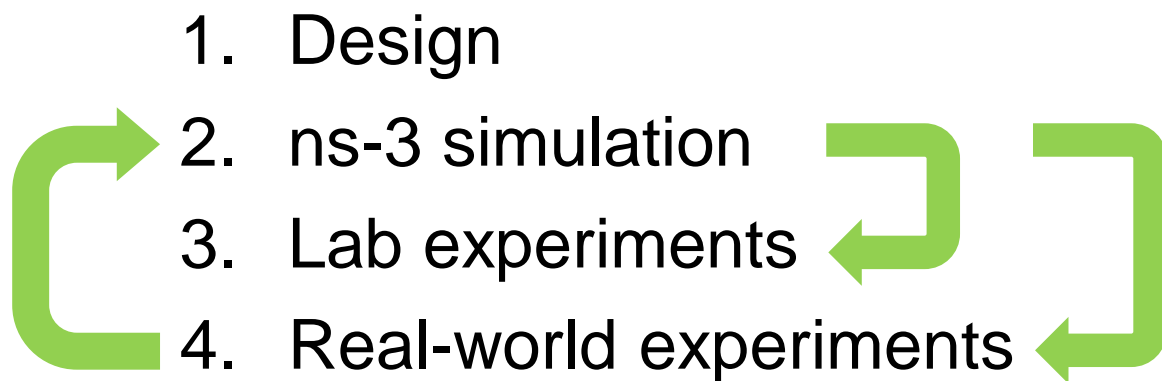 1. Design
2. ns-3 simulation
3. Lab experiments
4. Real-world experiments